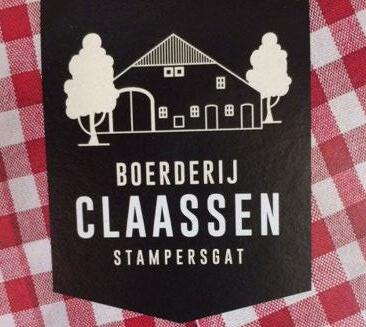 BOERDERIJ
CLAASSEN
STAMPERSGAT